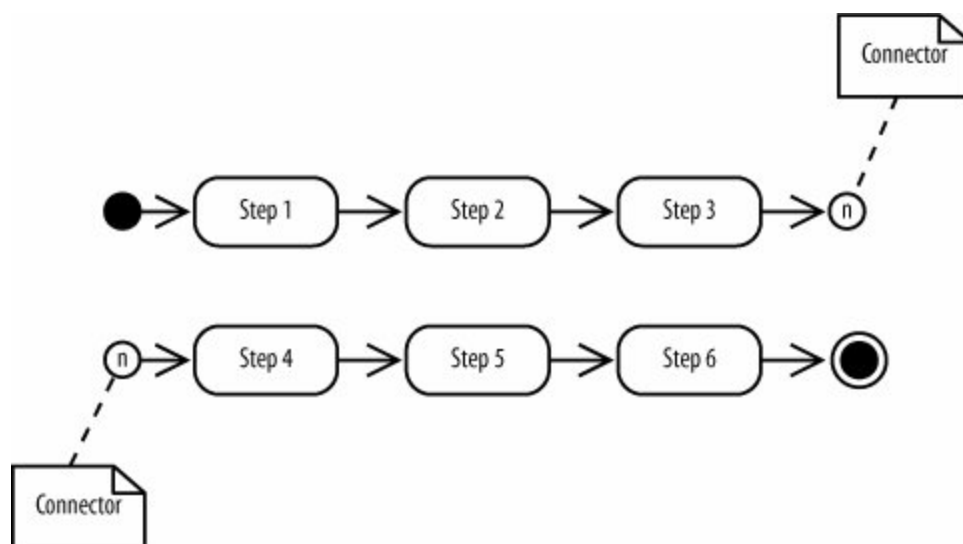 Connector
Step 1
Step 2
Step 3
n
n
Step 4
Step 5
Step 6
Connector